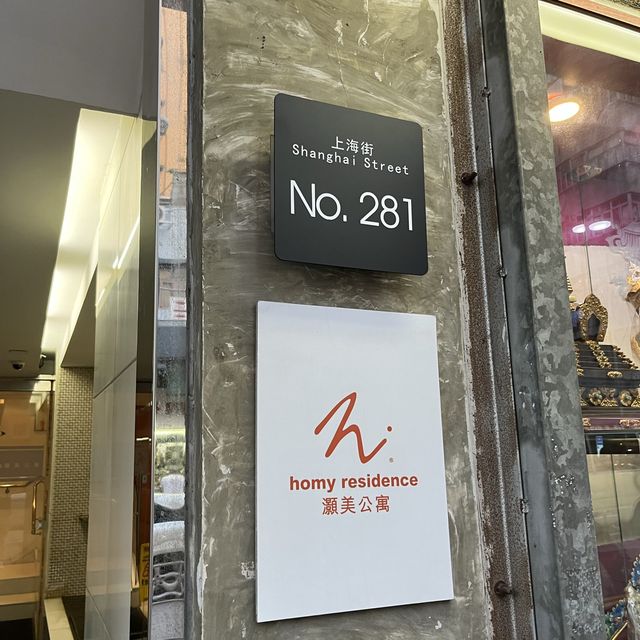 上海街
Shanghai Street
No. 281
homy residence
灝美公寓